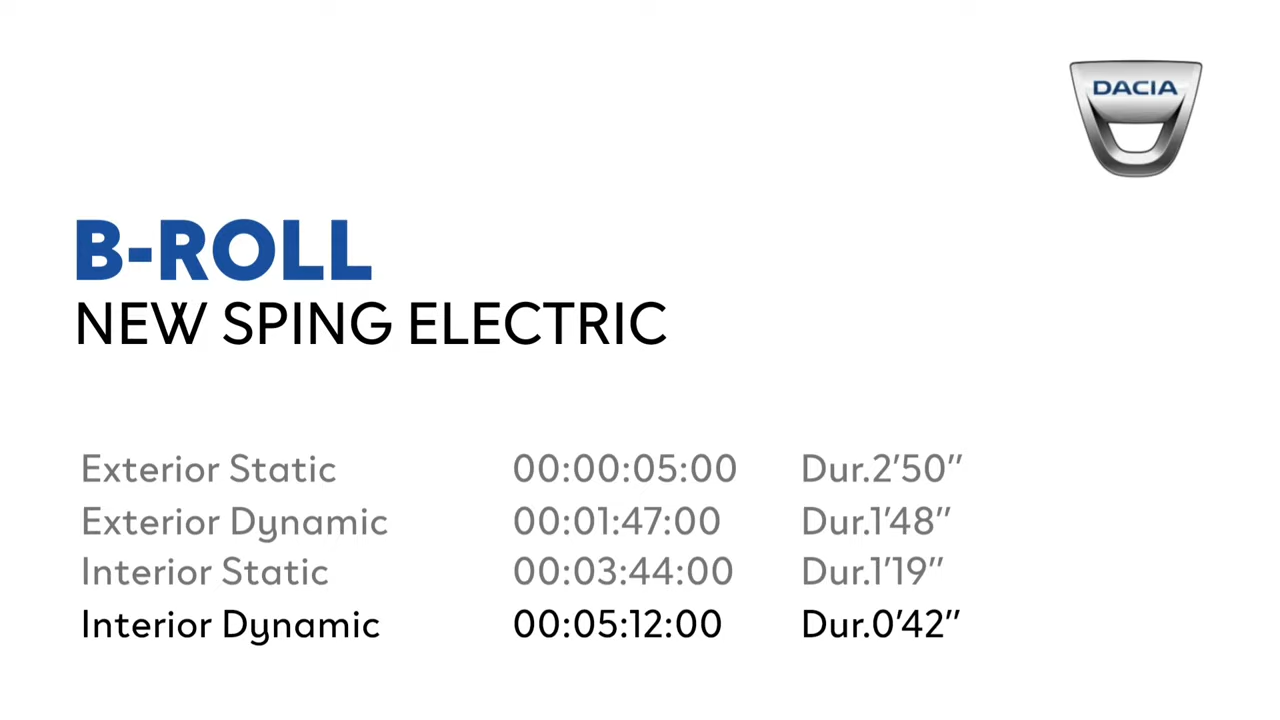 DACIA
B-ROLL
NEW SPING ELECTRIC
Exterior Static 00:00:05:00 Dur.2'50"
Exterior Dynamic 00:01:47:00 Dur.1'48"
Interior Static 00:03:44:00 Dur.1'19"
Interior Dynamic 00:05:12:00 Dur.0'42"